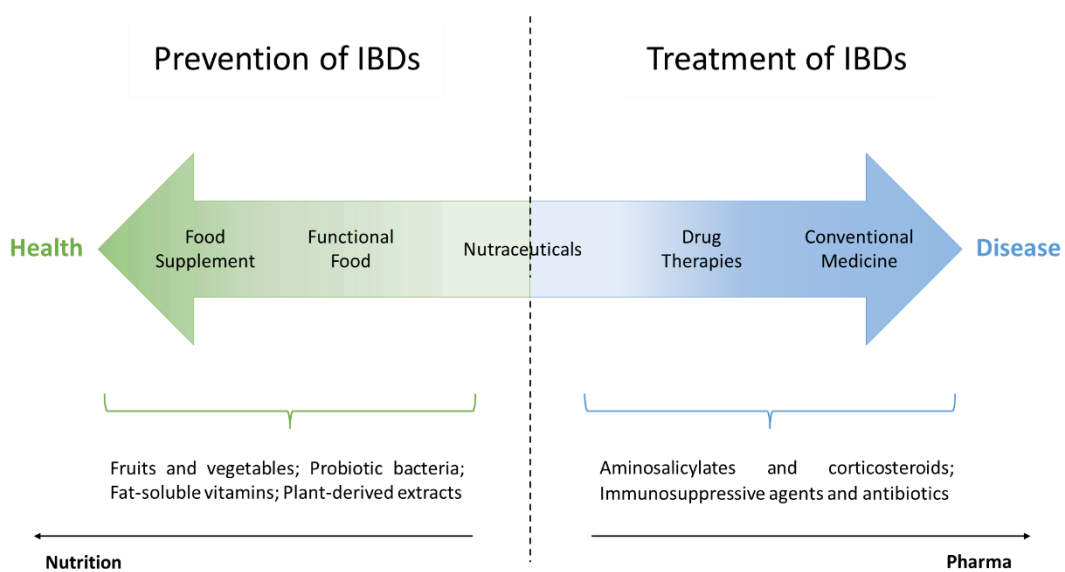 Prevention of IBDs
Treatment of IBDs
Health
Food
Supplement
Functional
Food
Nutraceuticals
Drug
Therapies
Conventional
Medicine
Disease
Fruits and vegetables; Probiotic bacteria;
Fat-soluble vitamins; Plant-derived extracts
Aminosalicylates and corticosteroids;
Immunosuppressive agents and antibiotics
Nutrition
Pharma